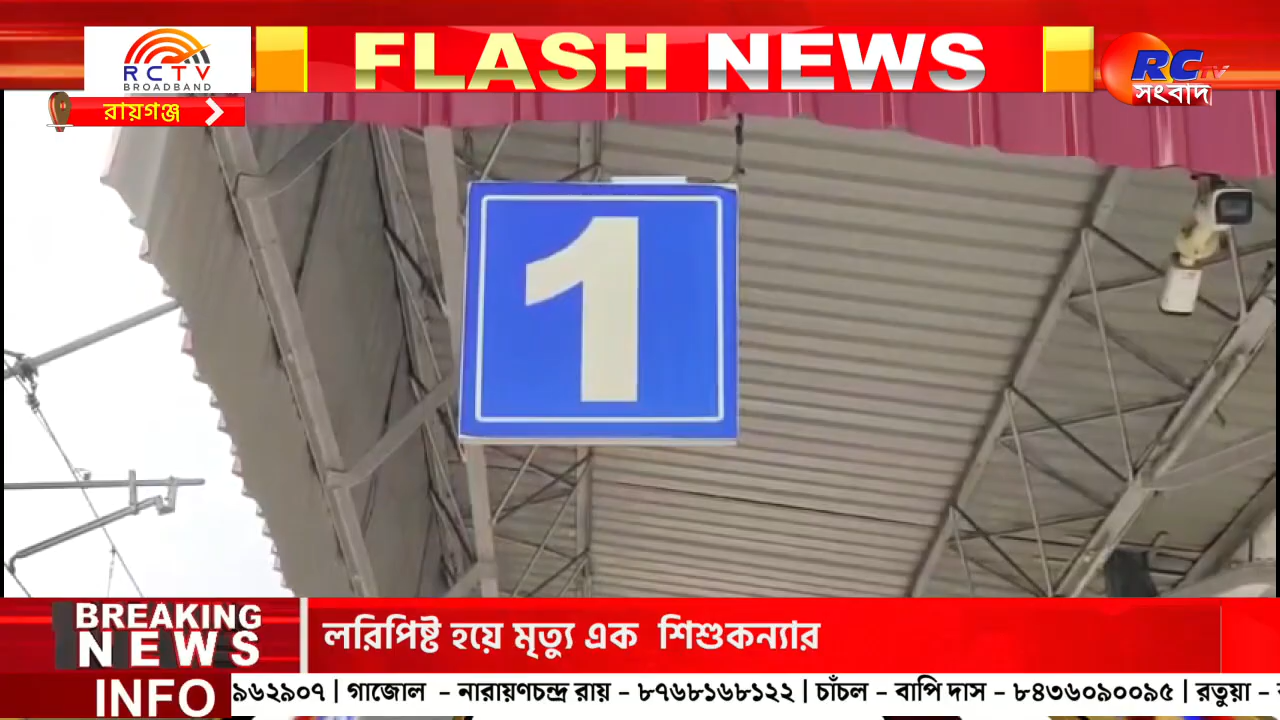 RCTV
BROADBAND
FLASH NEWS
RC TV
সংবাদ
রায়গঞ্জ
1
BREAKING
NEWS
লরিপিষ্ট হয়ে মৃত্যু এক শিশুকন্যার
INFO
৯৬২৯০৭ | গাজোল - নারায়ণচন্দ্র রায় - ৮৭৬৮১৬৮১২২ | চাঁচল - বাপি দাস - ৮৪৩৬০৯০০৯৫ | রতুয়া -